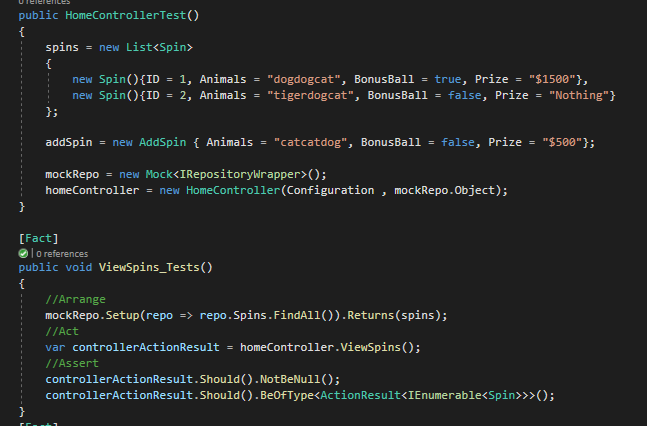 0 references
public HomeControllerTest()
{
spins = new List<Spin>
{
new Spin(){ID = 1, Animals = "dogdogcat", BonusBall = true, Prize = "$1500"},
new Spin(){ID = 2, Animals = "tigerdogcat", BonusBall = false, Prize = "Nothing"}
};
addSpin = new AddSpin { Animals = "catcatdog", BonusBall = false, Prize = "$500"};
mockRepo = new Mock<IRepositoryWrapper>();
homeController = new HomeController(Configuration , mockRepo.Object);
}
[Fact]
| 0 references
public void ViewSpins_Tests()
{
//Arrange
mockRepo.Setup(repo => repo.Spins.FindAll()).Returns(spins);
//Act
var controllerActionResult = homeController.ViewSpins();
//Assert
controllerActionResult.Should().NotBeNull();
controllerActionResult.Should().BeOfType<ActionResult<IEnumerable<Spin>>>();
}
[Fact]